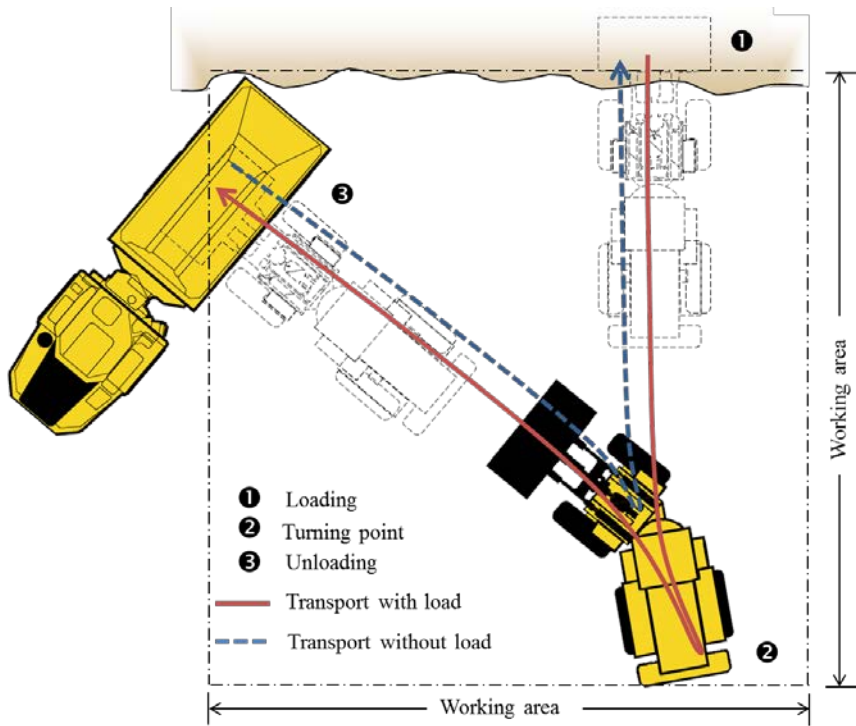 ❶
❸
Working area
❶ Loading
❷ Turning point
❸ Unloading
Transport with load
Transport without load
❷
Working area